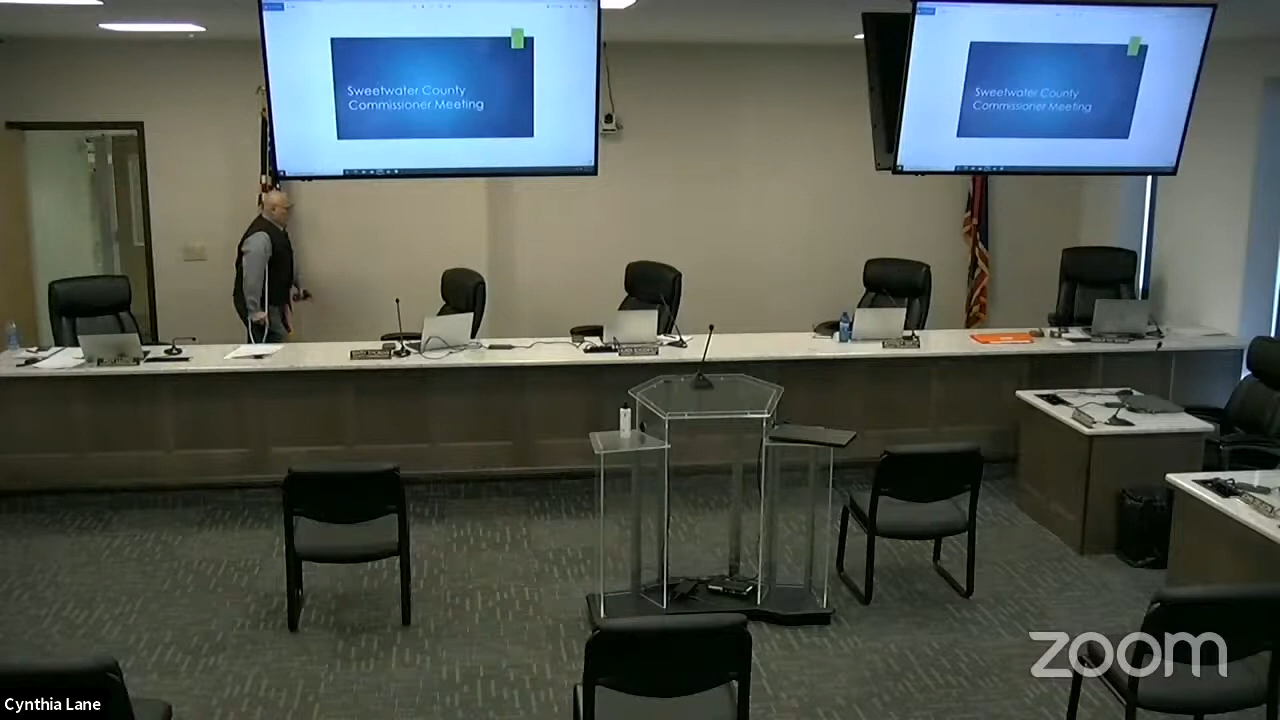 Sweetwater County
Commissioner Meeting
Sweetwater County
Commissioner Meeting
zoom
Cynthia Lane